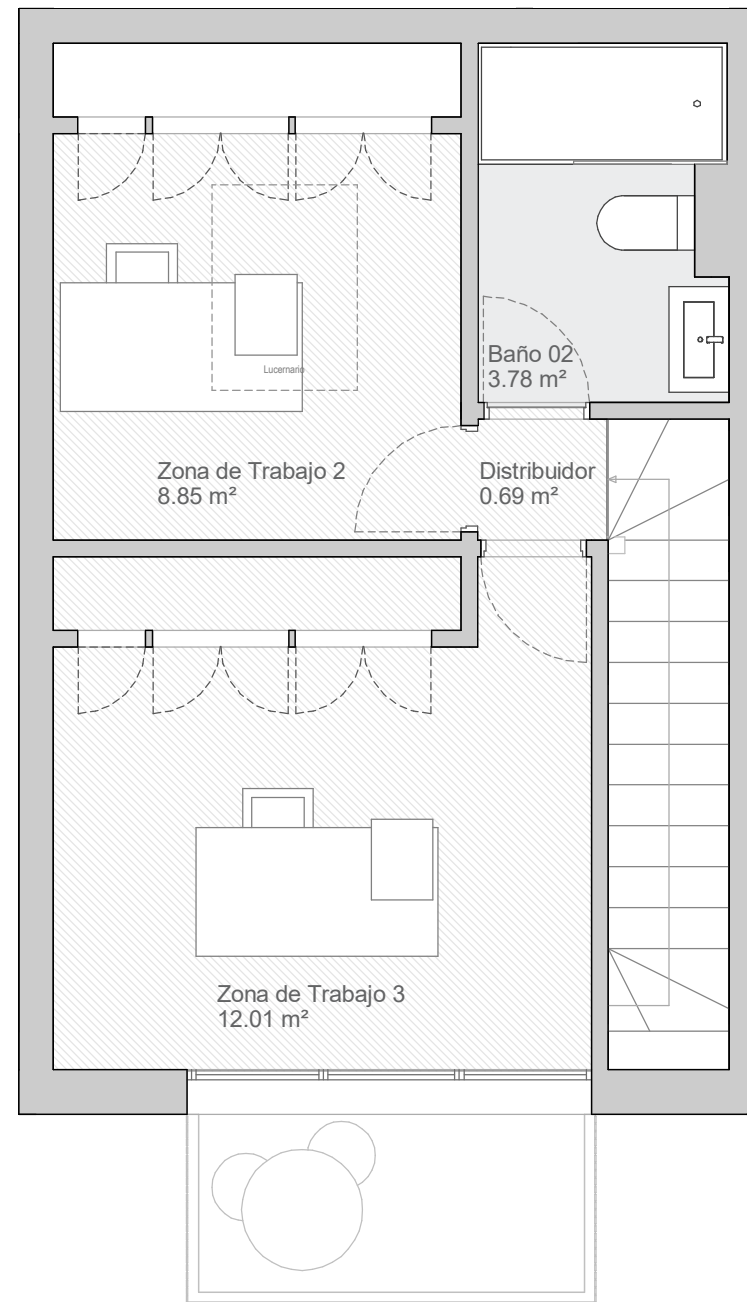 Lucernario
Baño 02
3.78 m²
Zona de Trabajo 2
8.85 m²
Distribuidor
0.69 m²
Zona de Trabajo 3
12.01 m²